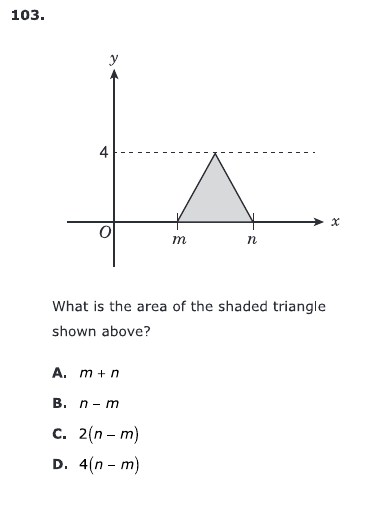 103.
y
4
O
m
n
x
What is the area of the shaded triangle
shown above?
A. m + n
B. n – m
C. 2(n – m)
D. 4(n – m)